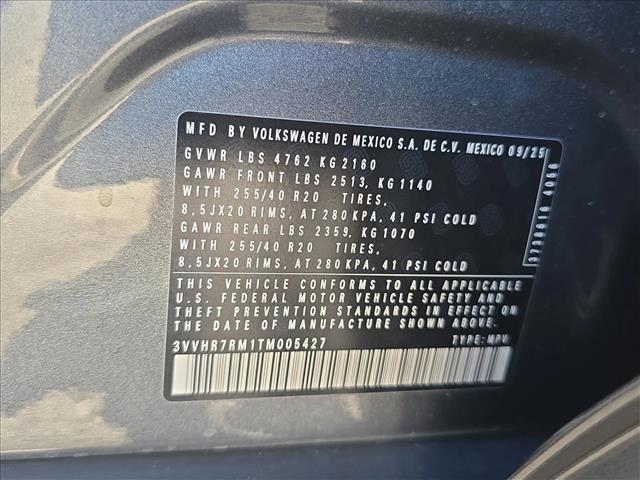 MFD BY VOLKSWAGEN DE MEXICO S.A. DE C.V. MEXICO 09/25
GVWR LBS 4762 KG 2160
GAWR FRONT LBS 2513, KG 1140
WITH 255/40 R20 TIRES,
8,5JX20 RIMS, AT 280 KPA, 41 PSI COLD
GAWR REAR LBS 2359, KG 1070
WITH 255/40 R20 TIRES,
8,5JX20 RIMS, AT 280 KPA, 41 PSI COLD
THIS VEHICLE CONFORMS TO ALL APPLICABLE
U.S. FEDERAL MOTOR VEHICLE SAFETY AND
THEFT PREVENTION STANDARDS IN EFFECT ON
THE DATE OF MANUFACTURE SHOWN ABOVE.
3VVHR7RM1TM005427 TYPE: MPV